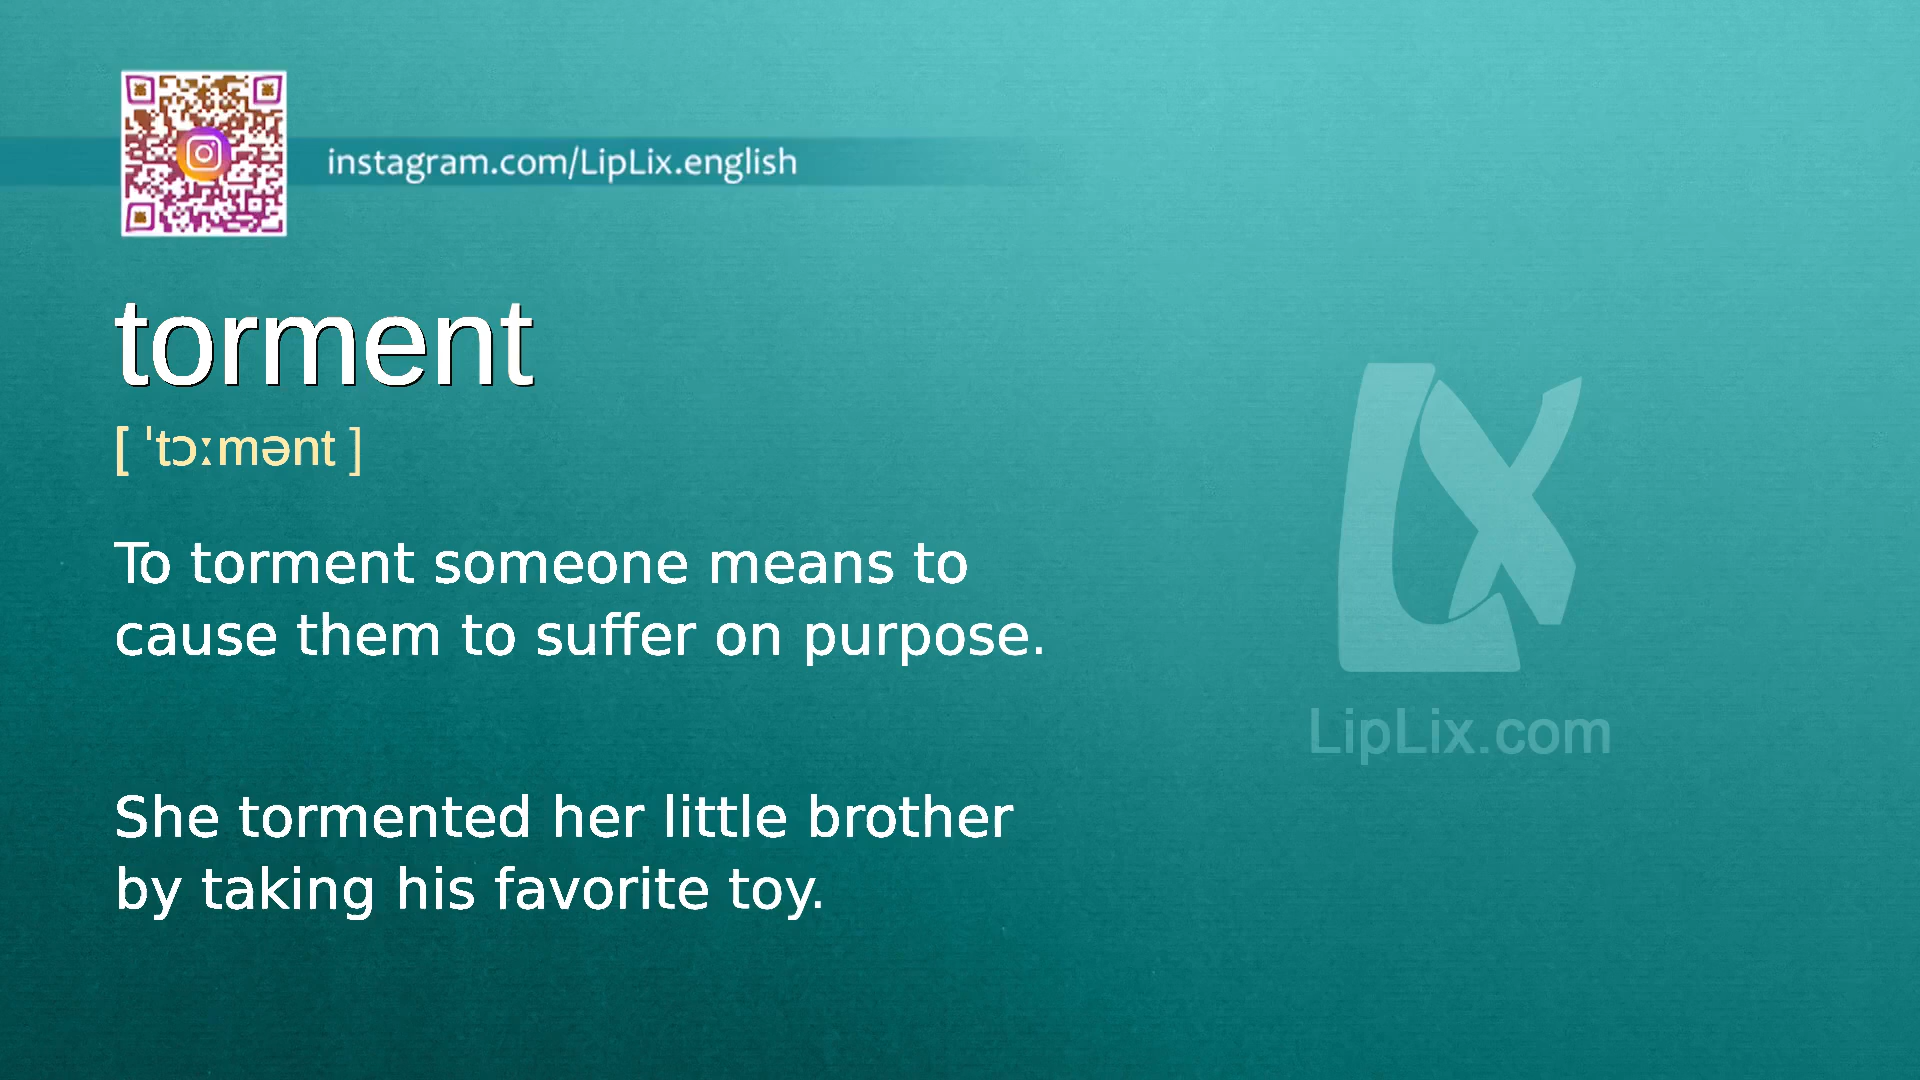 instagram.com/LipLix.english
torment
[ ˈtɔːmənt ]
To torment someone means to
cause them to suffer on purpose.
She tormented her little brother
by taking his favorite toy.
LX
LipLix.com